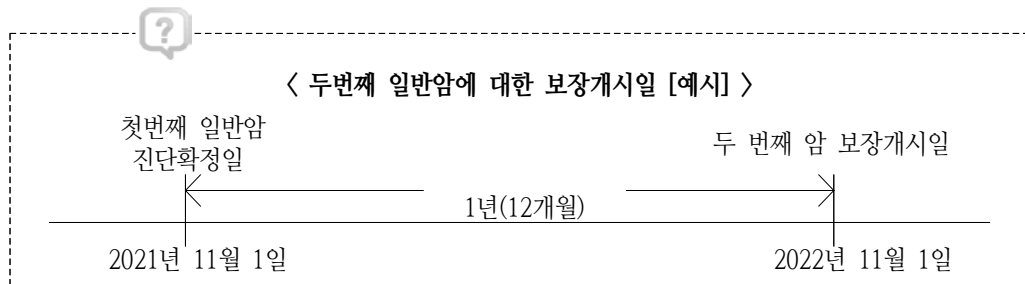 ?
〈 두번째 일반암에 대한 보장개시일 [예시] 〉
첫번째 일반암
진단확정일
두 번째 암 보장개시일
1년(12개월)
2021년 11월 1일
2022년 11월 1일